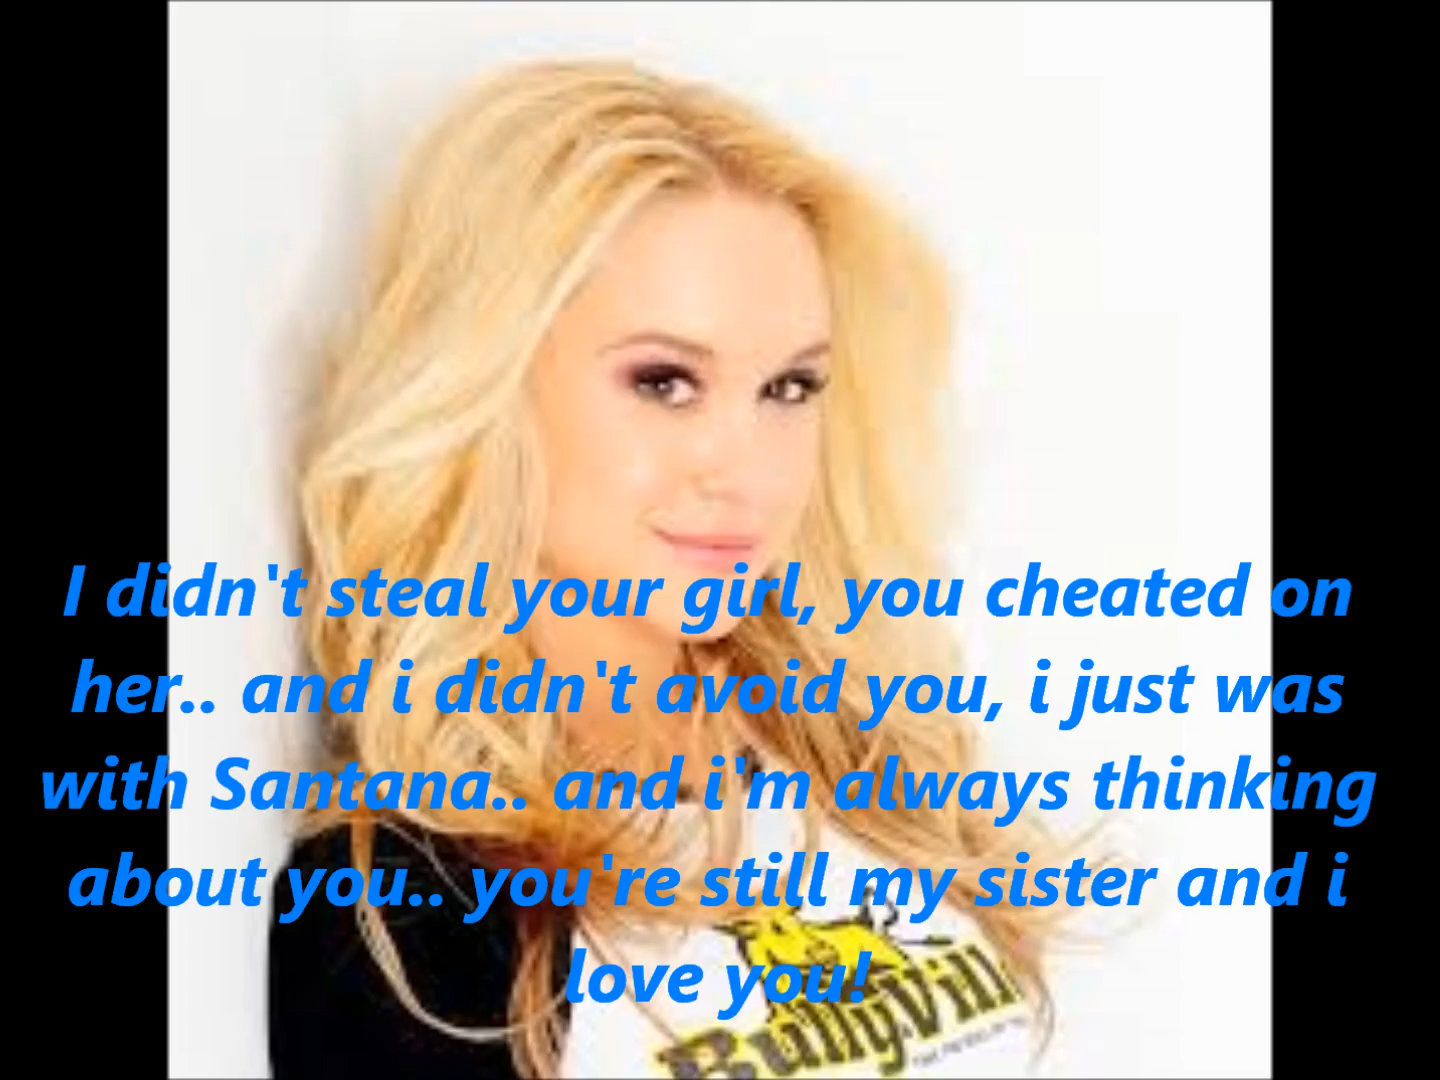 I didn't steal your girl, you cheated on
her.. and i didn't avoid you, i just was
with Santana.. and i'm always thinking
about you.. you're still my sister and i
love you!
BullyVill